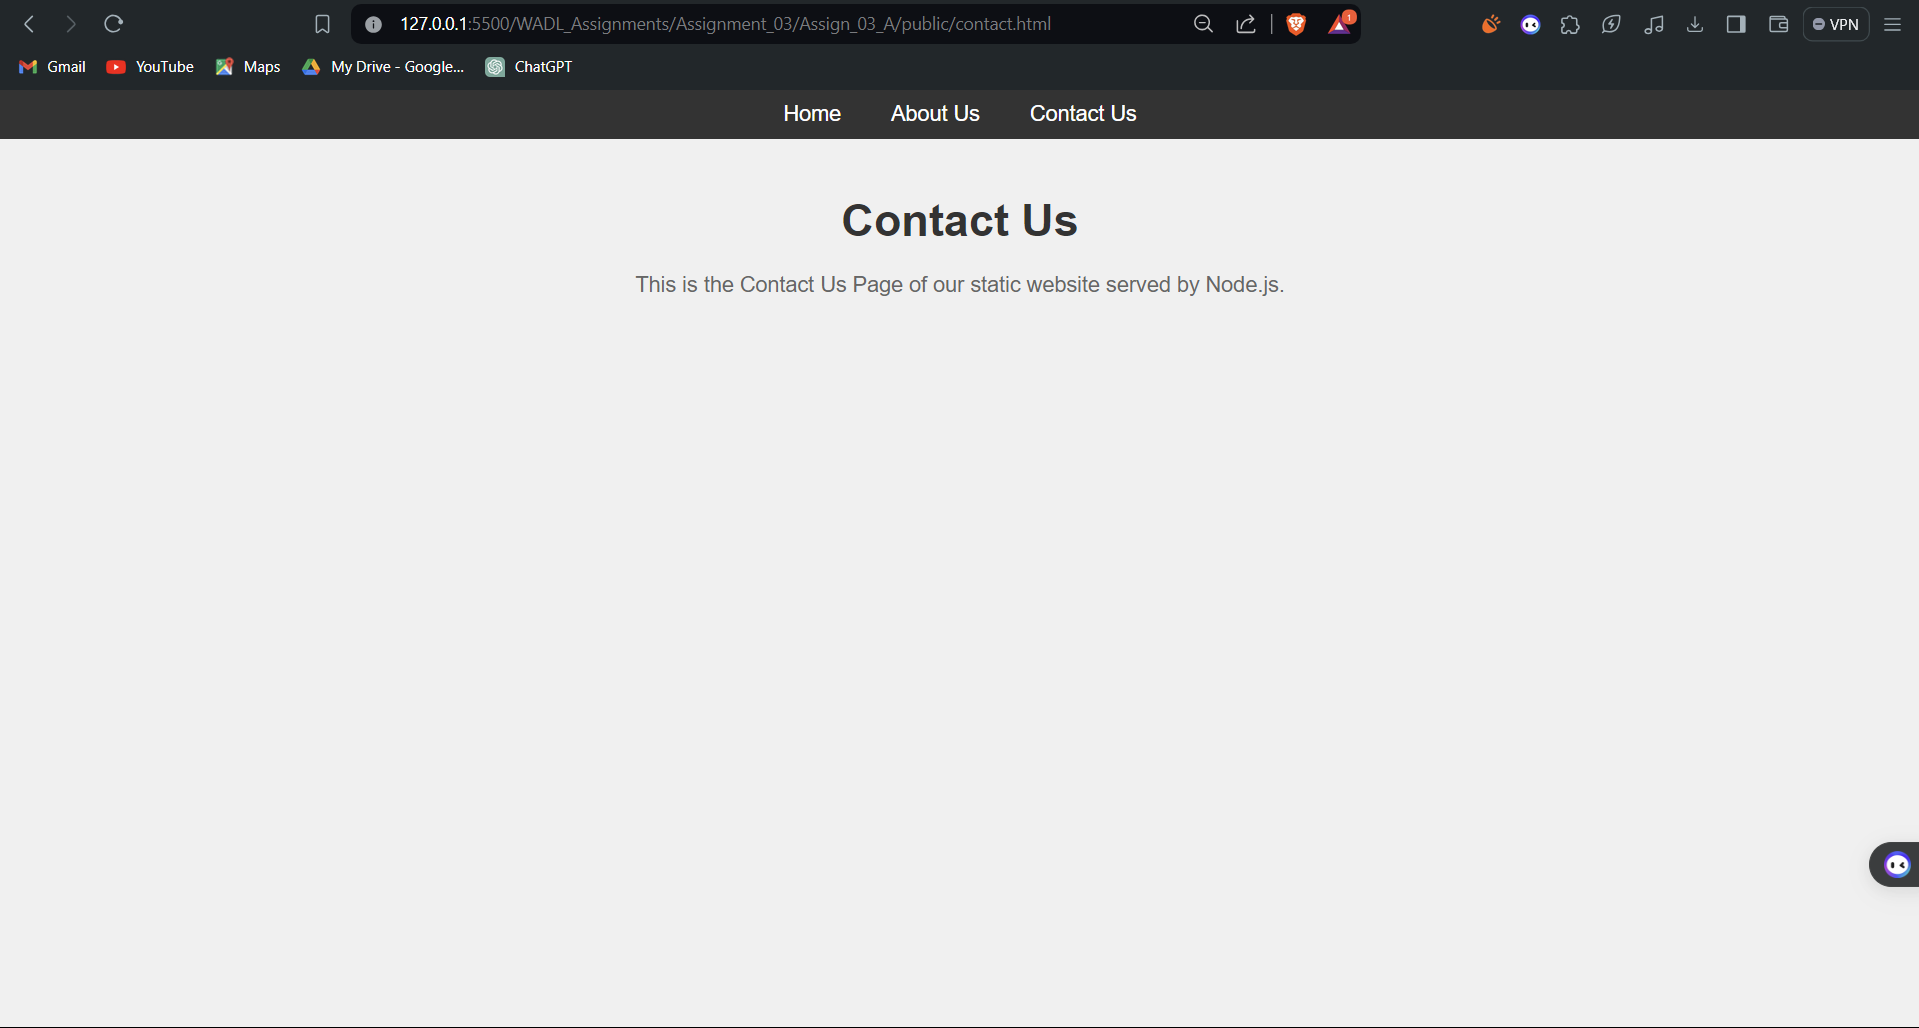 127.0.0.1:5500/WADL_Assignments/Assignment_03/Assign_03_A/public/contact.html
1
VPN
Gmail YouTube Maps My Drive - Google... ChatGPT
Home About Us Contact Us
Contact Us
This is the Contact Us Page of our static website served by Node.js.